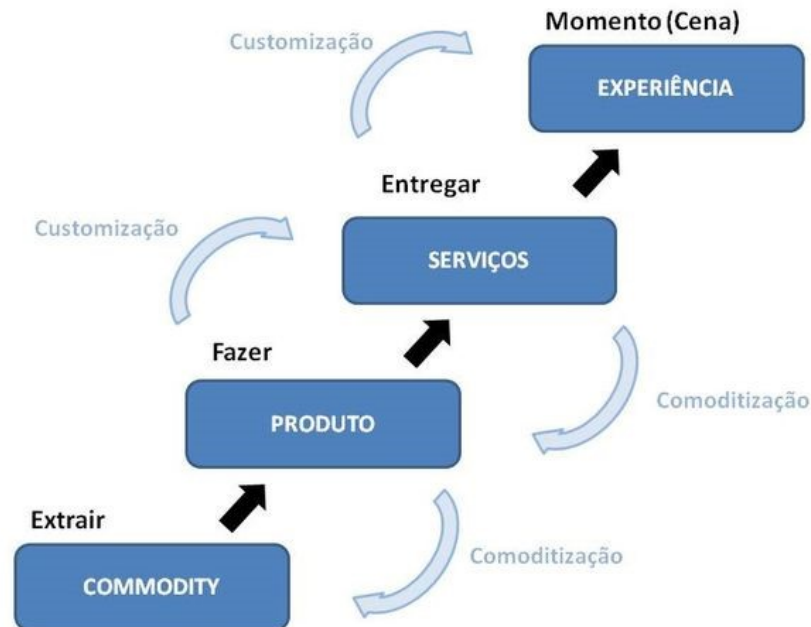 Momento (Cena)
Customização
EXPERIÊNCIA
Entregar
Customização
SERVIÇOS
Fazer
Comoditização
PRODUTO
Extrair
Comoditização
COMMODITY